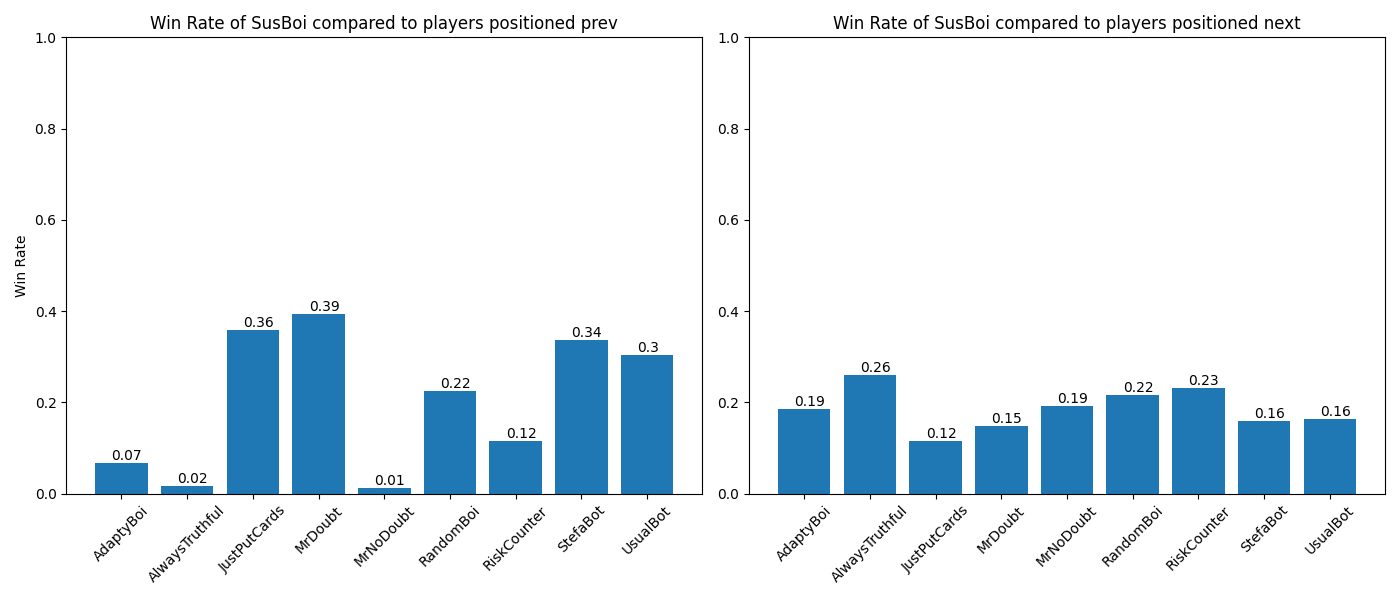 Win Rate of SusBoi compared to players positioned prev
Win Rate
1.0
0.8
0.6
0.4
0.2
0.0
0.07
0.02
0.36
0.39
0.01
0.22
0.12
0.34
0.3
AdaptyBoi
AlwaysTruthful
JustPutCards
MrDoubt
MrNoDoubt
RandomBoi
RiskCounter
StefaBot
UsualBot
Win Rate of SusBoi compared to players positioned next
1.0
0.8
0.6
0.4
0.2
0.0
0.19
0.26
0.12
0.15
0.19
0.22
0.23
0.16
0.16
AdaptyBoi
AlwaysTruthful
JustPutCards
MrDoubt
MrNoDoubt
RandomBoi
RiskCounter
StefaBot
UsualBot